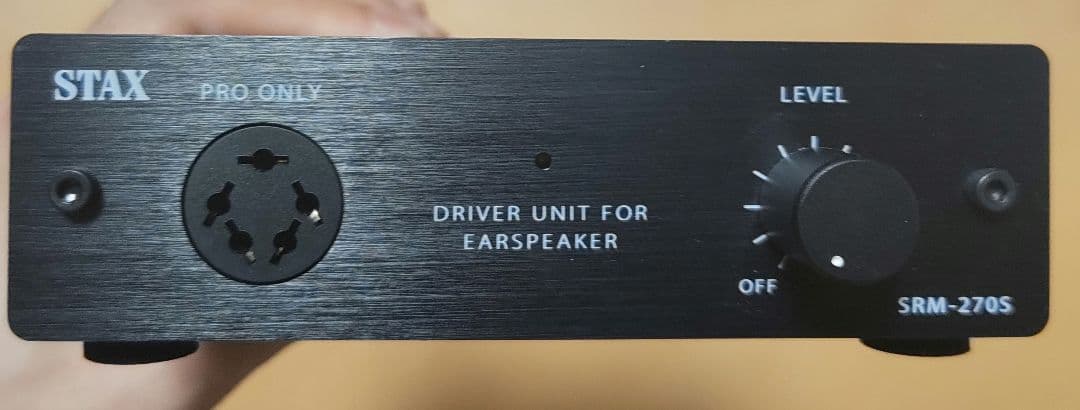 STAX
PRO ONLY
LEVEL
DRIVER UNIT FOR
EARSPEAKER
OFF
SRM-270S